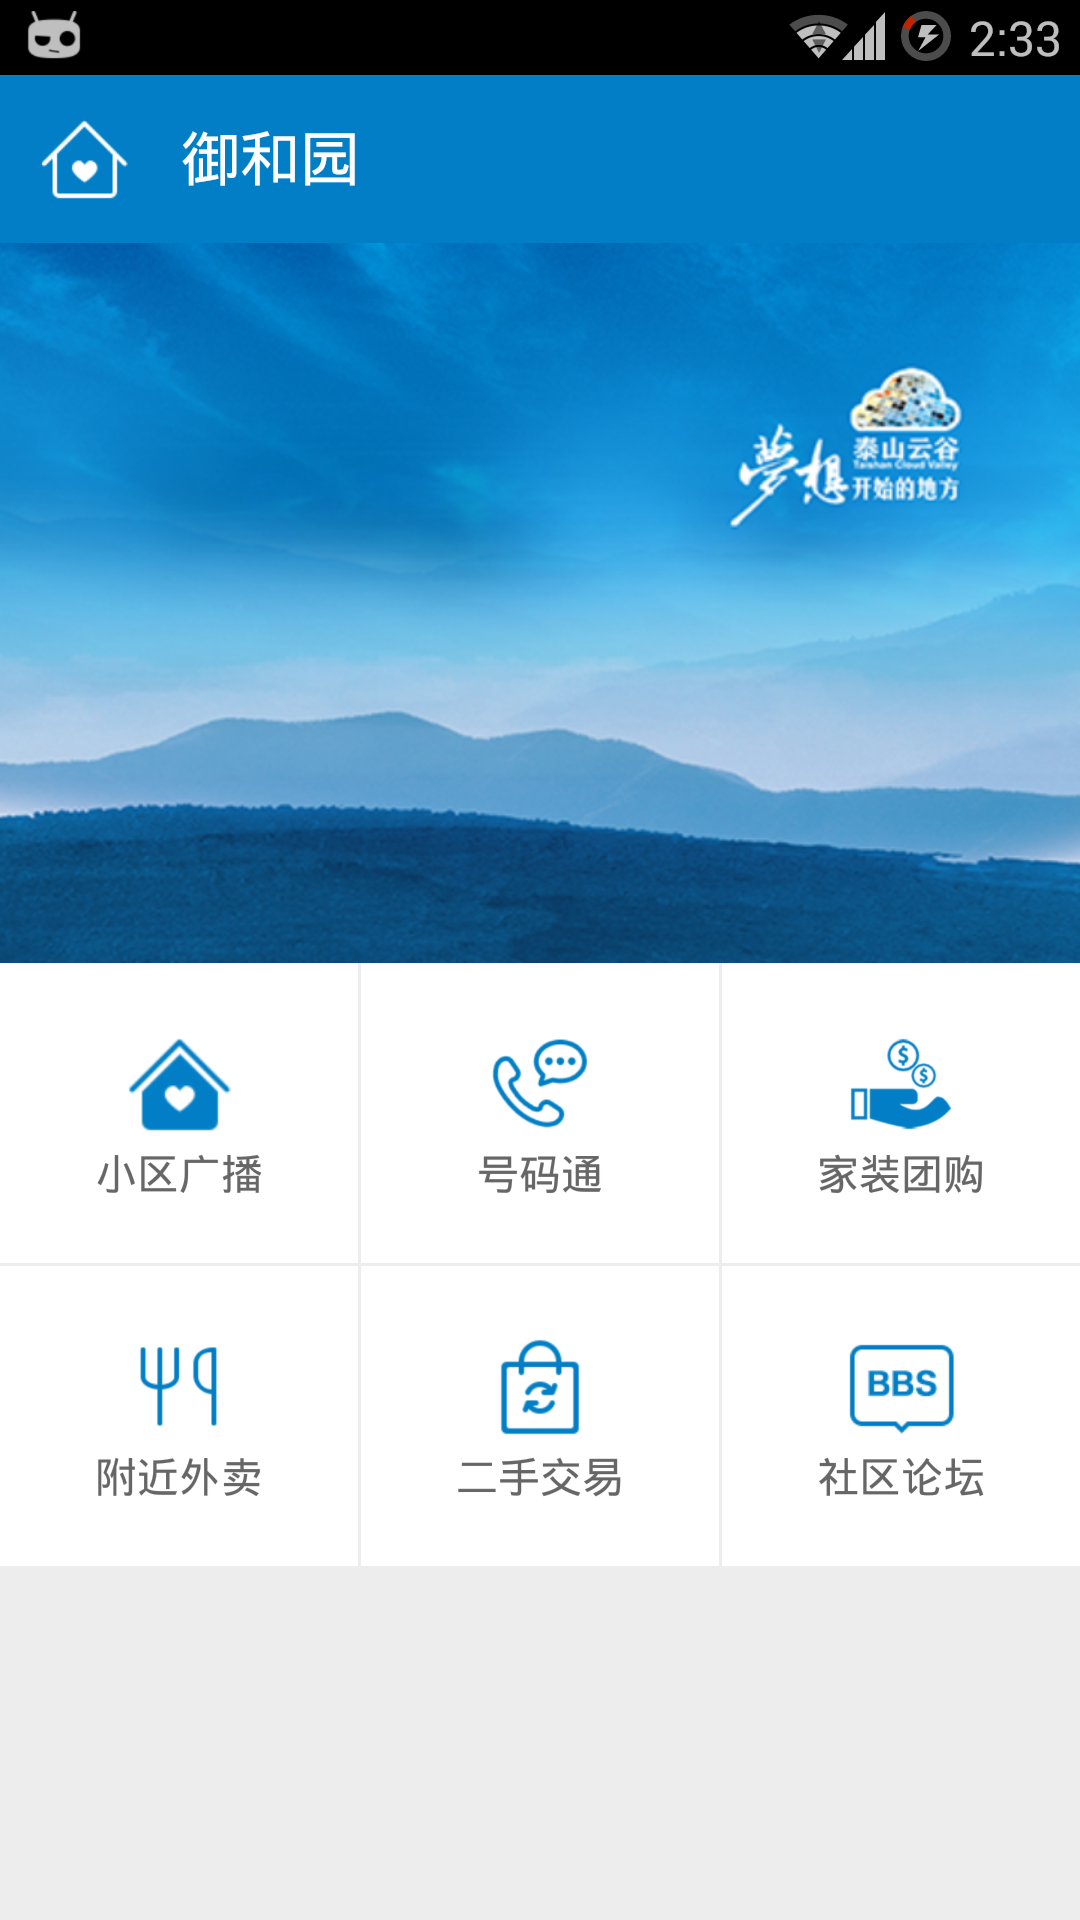 2:33
御和园
泰山云谷
Taishan Cloud Valley
夢想 开始的地方
小区广播
号码通
家装团购
BBS
附近外卖
二手交易
社区论坛